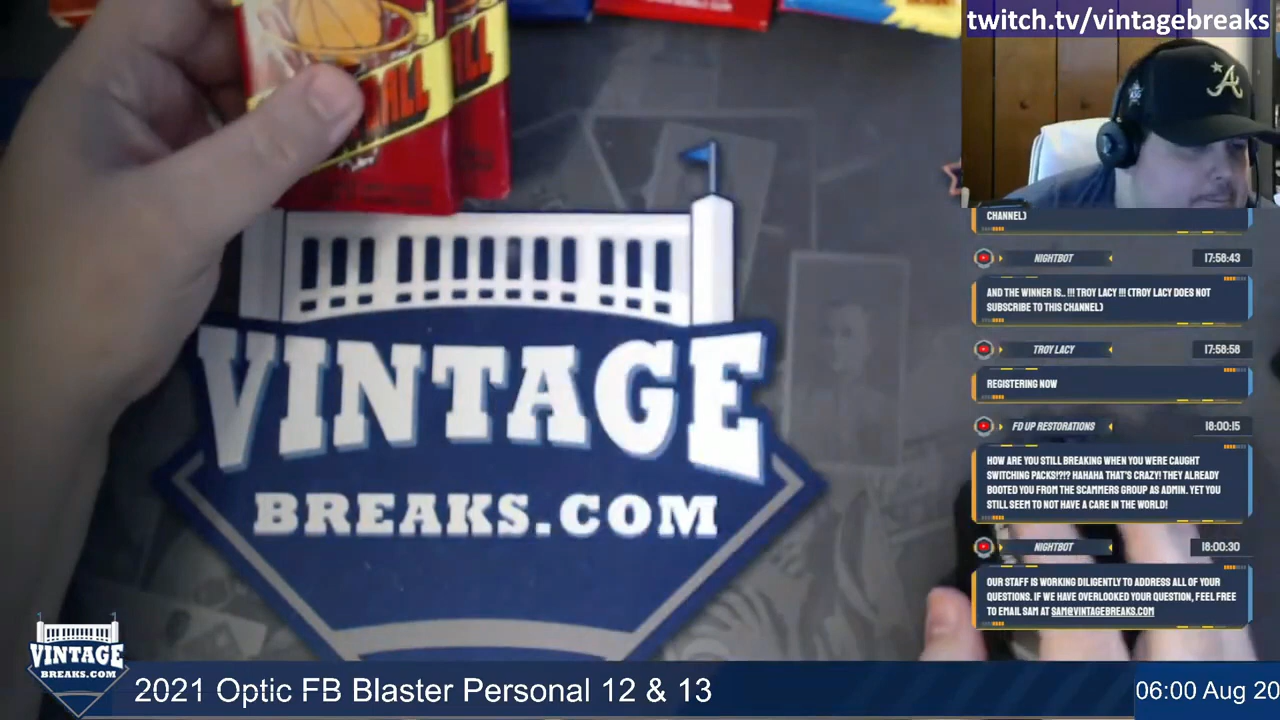 twitch.tv/vintagebreaks
A
CHANNEL)
NIGHTBOT
17:58:43
AND THE WINNER IS.. !!! TROY LACY !!! (TROY LACY DOES NOT
SUBSCRIBE TO THIS CHANNEL)
TROY LACY
17:58:58
REGISTERING NOW
FD UP RESTORATIONS
18:00:15
HOW ARE YOU STILL BREAKING WHEN YOU WERE CAUGHT
SWITCHING PACKS!?!? HAHAHA THAT'S CRAZY! THEY ALREADY
BOOTED YOU FROM THE SCAMMERS GROUP AS ADMIN. YET YOU
STILL SEEM TO NOT HAVE A CARE IN THE WORLD!
NIGHTBOT
18:00:30
OUR STAFF IS WORKING DILIGENTLY TO ADDRESS ALL OF YOUR
QUESTIONS. IF WE HAVE OVERLOOKED YOUR QUESTION, FEEL FREE
TO EMAIL SAM AT SAM@VINTAGEBREAKS.COM
VINTAGE
BREAKS.COM
VINTAGE
BREAKS.COM
2021 Optic FB Blaster Personal 12 & 13
06:00 Aug 20